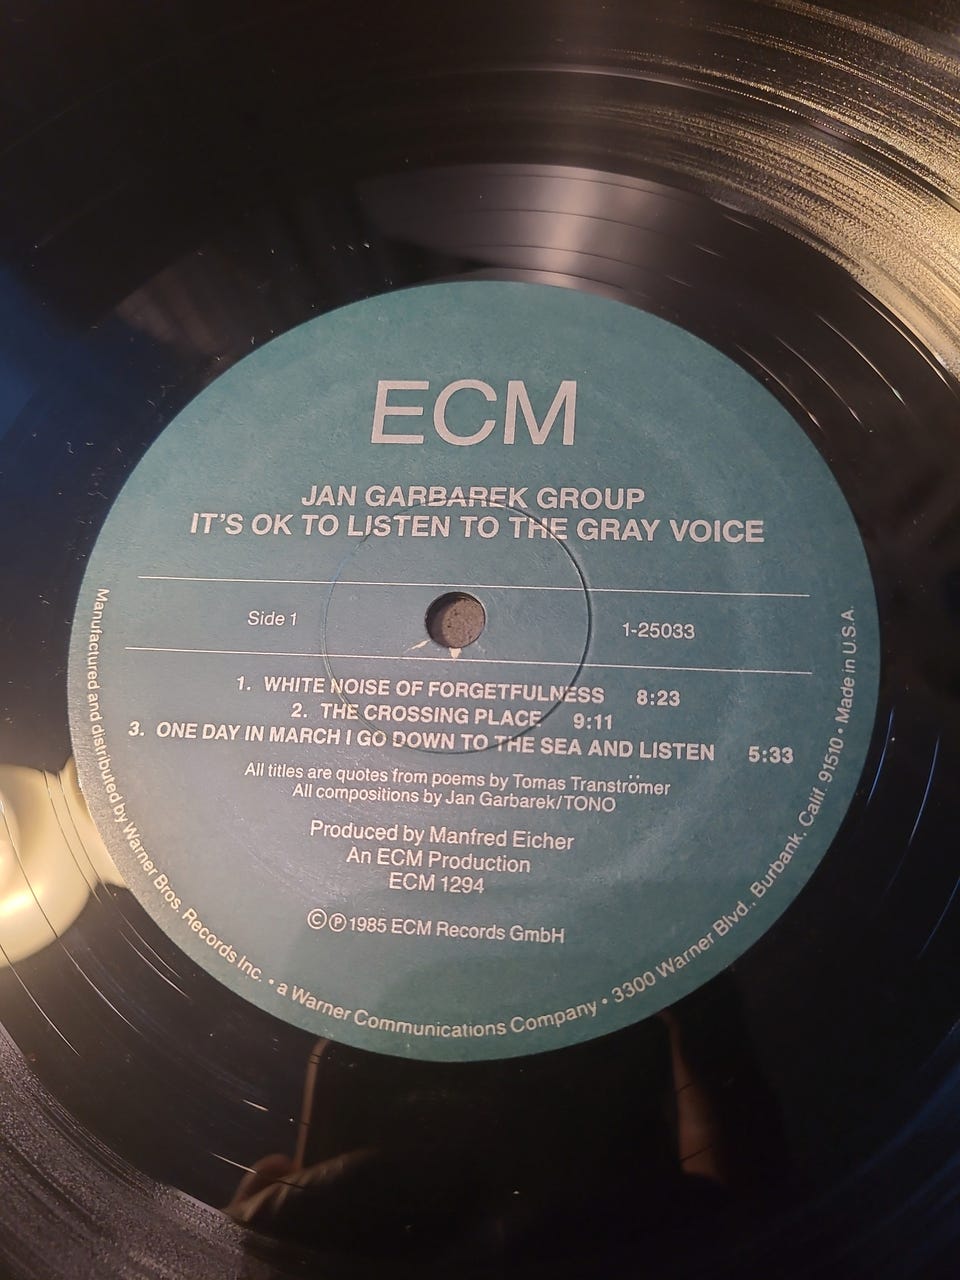 ECM
JAN GARBAREK GROUP
IT'S OK TO LISTEN TO THE GRAY VOICE
Side 1
1-25033
1. WHITE NOISE OF FORGETFULNESS 8:23
2. THE CROSSING PLACE 9:11
3. ONE DAY IN MARCH I GO DOWN TO THE SEA AND LISTEN 5:33
All titles are quotes from poems by Tomas Tranströmer
All compositions by Jan Garbarek/TONO
Produced by Manfred Eicher
An ECM Production
ECM 1294
©℗1985 ECM Records GmbH
Manufactured and distributed by Warner Bros. Records Inc. • a Warner Communications Company • 3300 Warner Blvd., Burbank, Calif. 91510 • Made in U.S.A.